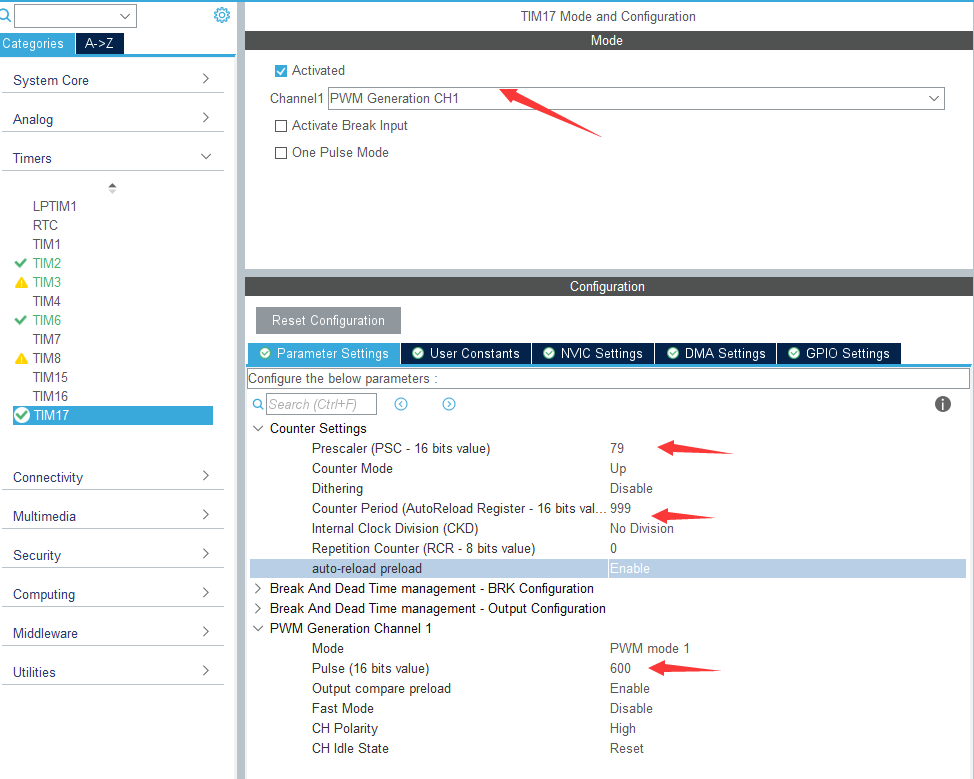 Categories
A->Z
System Core
Analog
Timers
LPTIM1
RTC
TIM1
TIM2
TIM3
TIM4
TIM6
TIM7
TIM8
TIM15
TIM16
TIM17
Connectivity
Multimedia
Security
Computing
Middleware
Utilities
TIM17 Mode and Configuration
Mode
Activated
Channel1 PWM Generation CH1
Activate Break Input
One Pulse Mode
Configuration
Reset Configuration
Parameter Settings User Constants NVIC Settings DMA Settings GPIO Settings
Configure the below parameters :
Search (Ctrl+F)
Counter Settings
Prescaler (PSC - 16 bits value) 79
Counter Mode Up
Dithering Disable
Counter Period (AutoReload Register - 16 bits val... 999
Internal Clock Division (CKD) No Division
Repetition Counter (RCR - 8 bits value) 0
auto-reload preload Enable
Break And Dead Time management - BRK Configuration
Break And Dead Time management - Output Configuration
PWM Generation Channel 1
Mode PWM mode 1
Pulse (16 bits value) 600
Output compare preload Enable
Fast Mode Disable
CH Polarity High
CH Idle State Reset